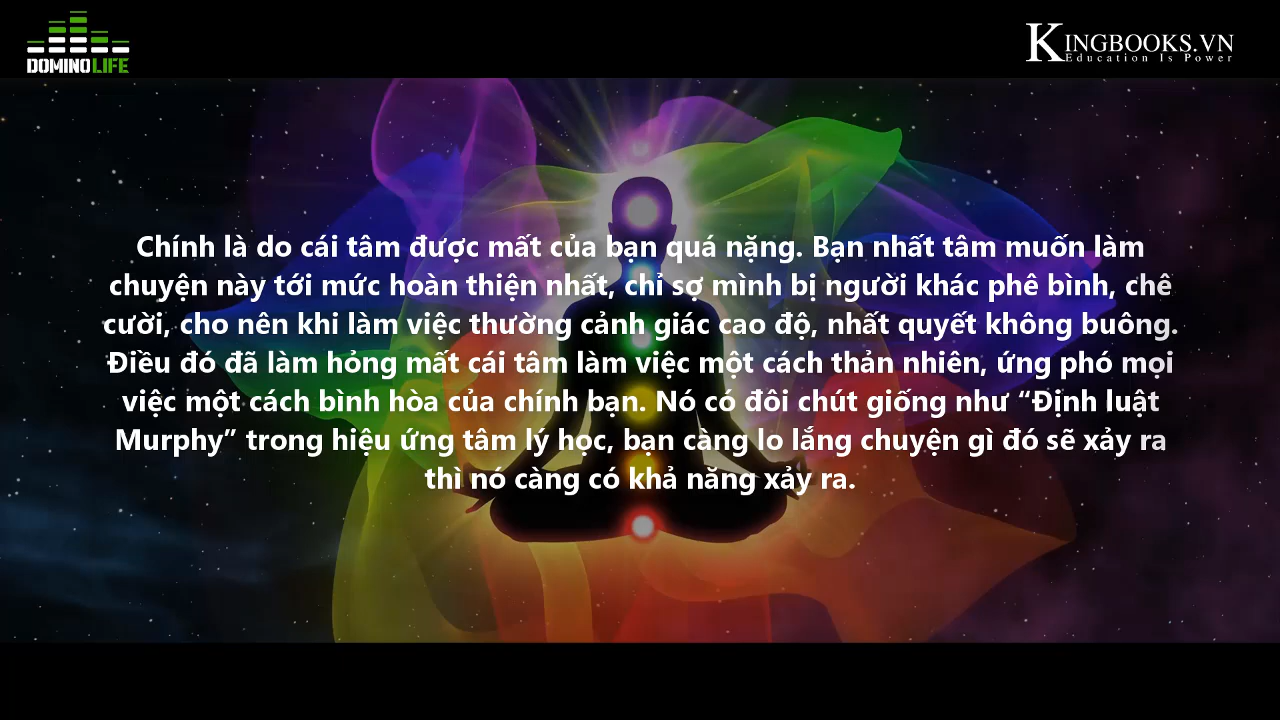 DOMINOLIFE
KINGBOOKS.VN
Education Is Power
Chính là do cái tâm được mất của bạn quá nặng. Bạn nhất tâm muốn làm
chuyện này tới mức hoàn thiện nhất, chỉ sợ mình bị người khác phê bình, chê
cười, cho nên khi làm việc thường cảnh giác cao độ, nhất quyết không buông.
Điều đó đã làm hỏng mất cái tâm làm việc một cách thản nhiên, ứng phó mọi
việc một cách bình hòa của chính bạn. Nó có đôi chút giống như “Định luật
Murphy” trong hiệu ứng tâm lý học, bạn càng lo lắng chuyện gì đó sẽ xảy ra
thì nó càng có khả năng xảy ra.